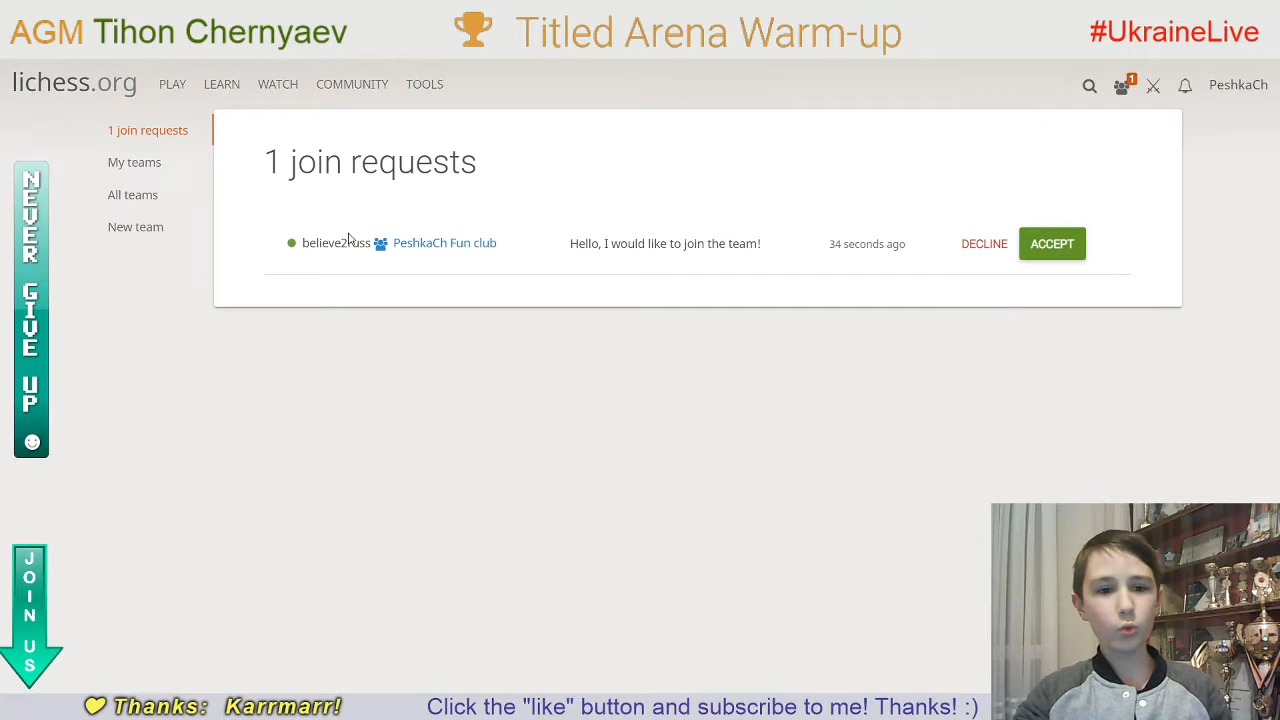 AGM Tihon Chernyaev
Titled Arena Warm-up
#UkraineLive
lichess.org
PLAY
LEARN
WATCH
COMMUNITY
TOOLS
1
PeshkaCh
1 join requests
My teams
All teams
New team
1 join requests
PeshkaCh Fun club
Hello, I would like to join the team!
34 seconds ago
DECLINE
ACCEPT
NEVER GIVE UP
JOIN US
Thanks: Karrmarr!
Click the "like" button and subscribe to me! Thanks! :)